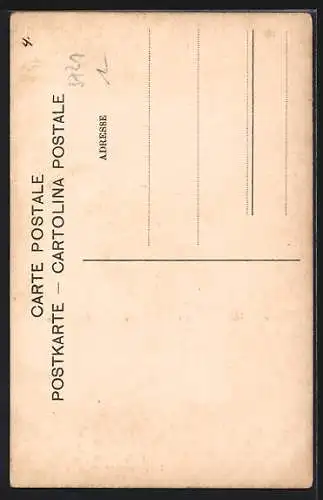 CARTE POSTALE
POSTKARTE — CARTOLINA POSTALE
ADRESSE
4.